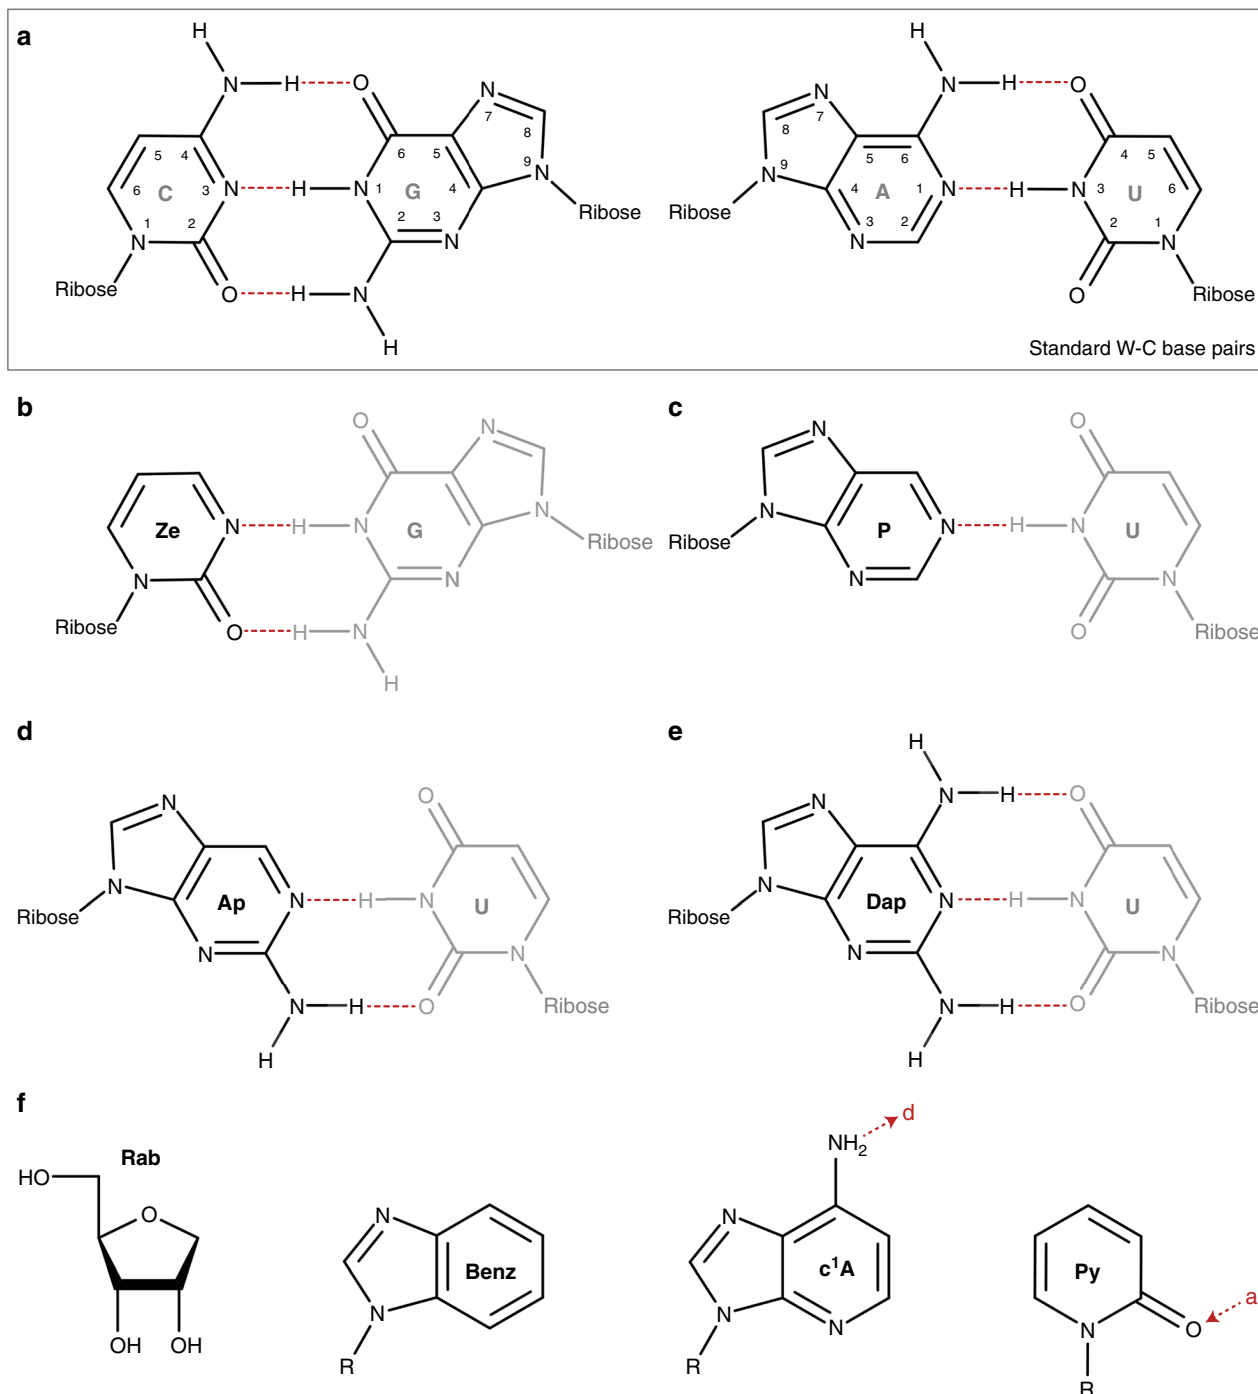 a
H H
N H O N N N H O
7 7
8 8
6 5 5 6 4 5
5 4 9 9
6 C 3 N H N 1 G 4 N N 4 A 1 N H N 3 U 6
1 2 2 3 Ribose Ribose 3 2 2 1
N N N N
Ribose O H N O Ribose
H
Standard W-C base pairs
b c
O N N O
Ze N H N G N N P N H N U
N N Ribose Ribose N N
Ribose O H N O Ribose
H
d e
H
N O N N H O
N Ap N H N U N Dap N H N U
Ribose N N Ribose N N
N H O Ribose N H O Ribose
H H
f
d
NH2
Rab
HO
O N N
Benz c1A Py a
N N N N O
OH OH R R R